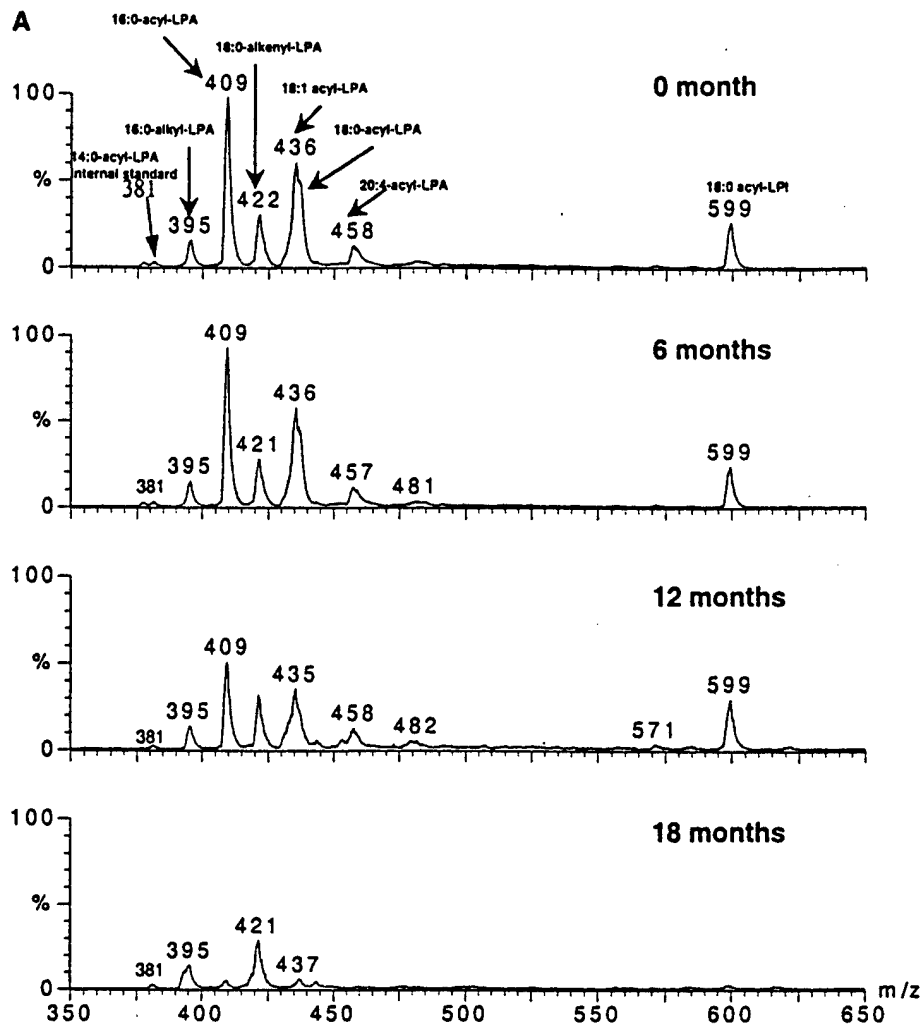 A
16:0-acyl-LPA
18:0-alkenyl-LPA
409
18:1 acyl-LPA
0 month
100
16:0-alkyl-LPA
436
18:0-acyl-LPA
14:0-acyl-LPA
internal standard
381
%
395
422
20:4-acyl-LPA
458
18:0 acyl-LPI
599
0
100
409
6 months
436
%
395
421
599
381
457
481
0
100
12 months
409
%
395
435
599
381
458
482
571
0
100
18 months
%
421
395
381
437
0
m/z
350 400 450 500 550 600 650